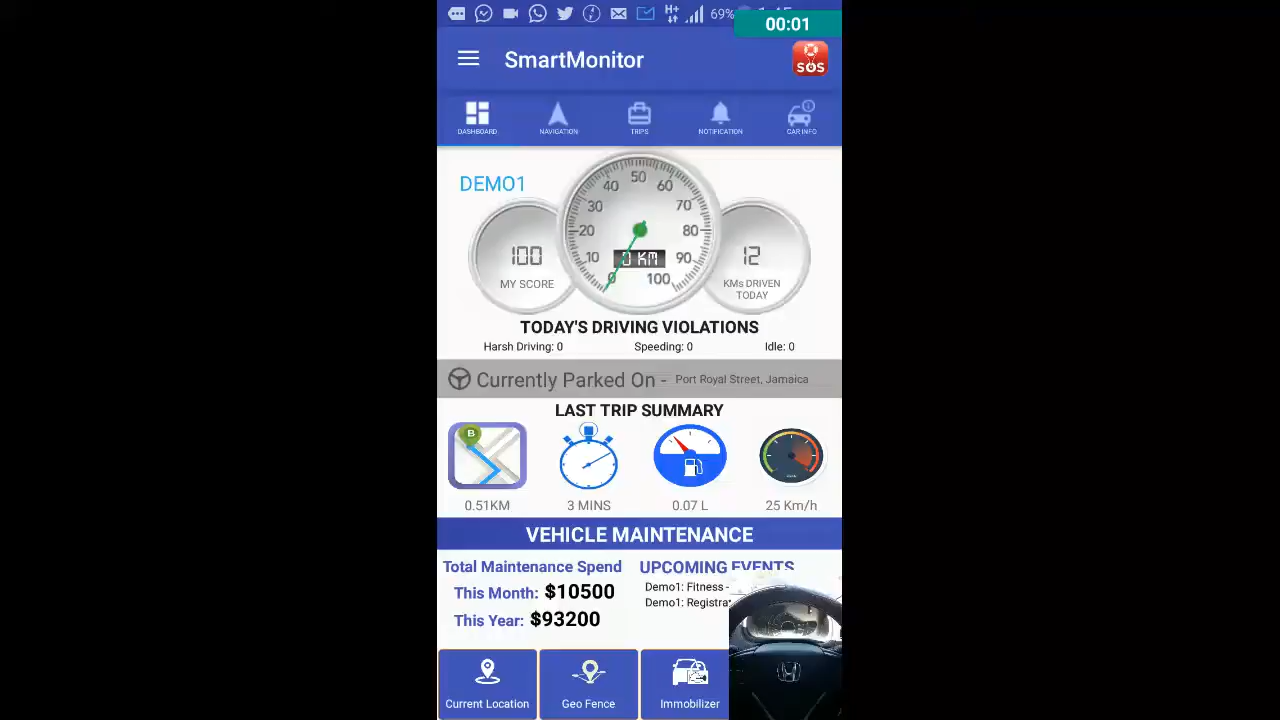 H+ 69%
00:01
SmartMonitor
SOS
DASHBOARD NAVIGATION TRIPS NOTIFICATION CAR INFO
DEMO1
0 10 20 30 40 50 60 70 80 90 100
0 KM
100
MY SCORE
12
KMs DRIVEN
TODAY
TODAY'S DRIVING VIOLATIONS
Harsh Driving: 0 Speeding: 0 Idle: 0
Currently Parked On - Port Royal Street, Jamaica
LAST TRIP SUMMARY
B
0.51KM 3 MINS 0.07 L 25 Km/h
VEHICLE MAINTENANCE
Total Maintenance Spend
This Month: $10500
This Year: $93200
UPCOMING EVENTS
Demo1: Fitness -
Demo1: Registra
Current Location Geo Fence Immobilizer